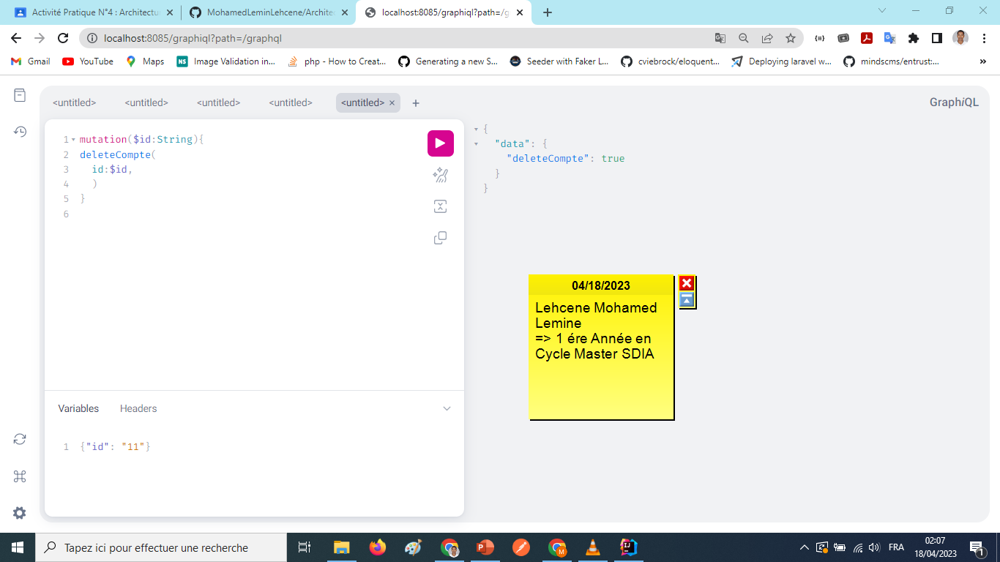 Activité Pratique N°4 : Architectu
MohamedLeminLehcene/Architec
localhost:8085/graphiql?path=/g
localhost:8085/graphiql?path=/graphql
Gmail
YouTube
Maps
NS
Image Validation in...
php - How to Creat...
Generating a new S...
Seeder with Faker L...
cviebrock/eloquent...
Deploying laravel w...
mindscms/entrust:...
<untitled>
<untitled>
<untitled>
<untitled>
<untitled>
GraphiQL
1 mutation($id:String){
2 deleteCompte(
3 id:$id,
4 )
5 }
6
{
"data": {
"deleteCompte": true
}
}
04/18/2023
Lehcene Mohamed
Lemine
=> 1 ére Année en
Cycle Master SDIA
Variables Headers
1 {"id": "11"}
Tapez ici pour effectuer une recherche
FRA
02:07
18/04/2023
1